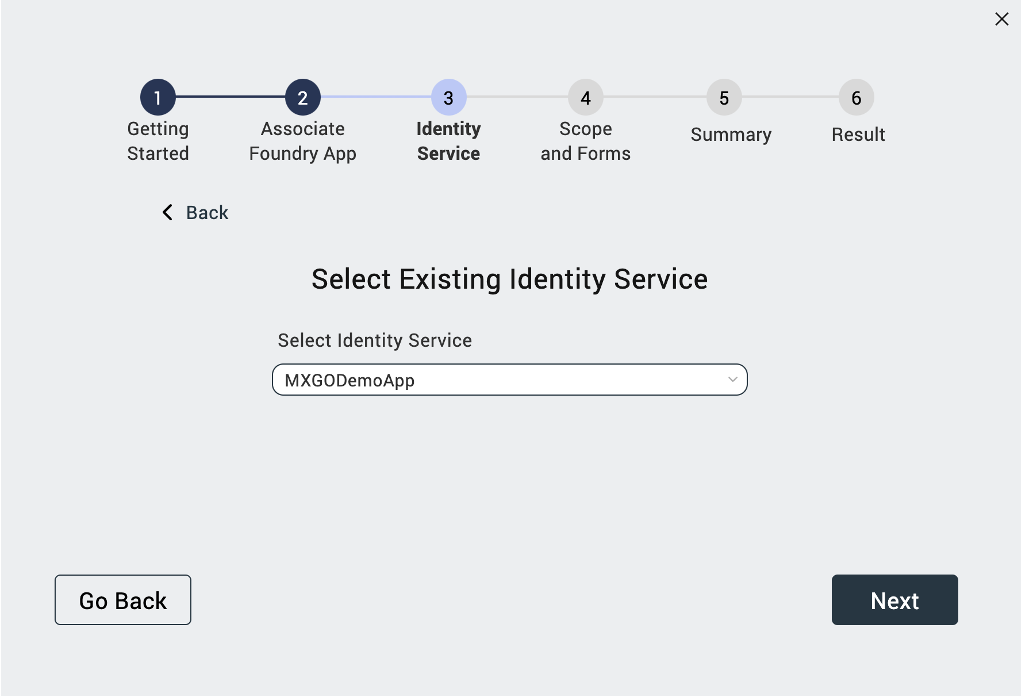 1
2
3
4
5
6
Getting
Started
Associate
Foundry App
Identity
Service
Scope
and Forms
Summary
Result
Back
Select Existing Identity Service
Select Identity Service
MXGODemoApp
Go Back
Next